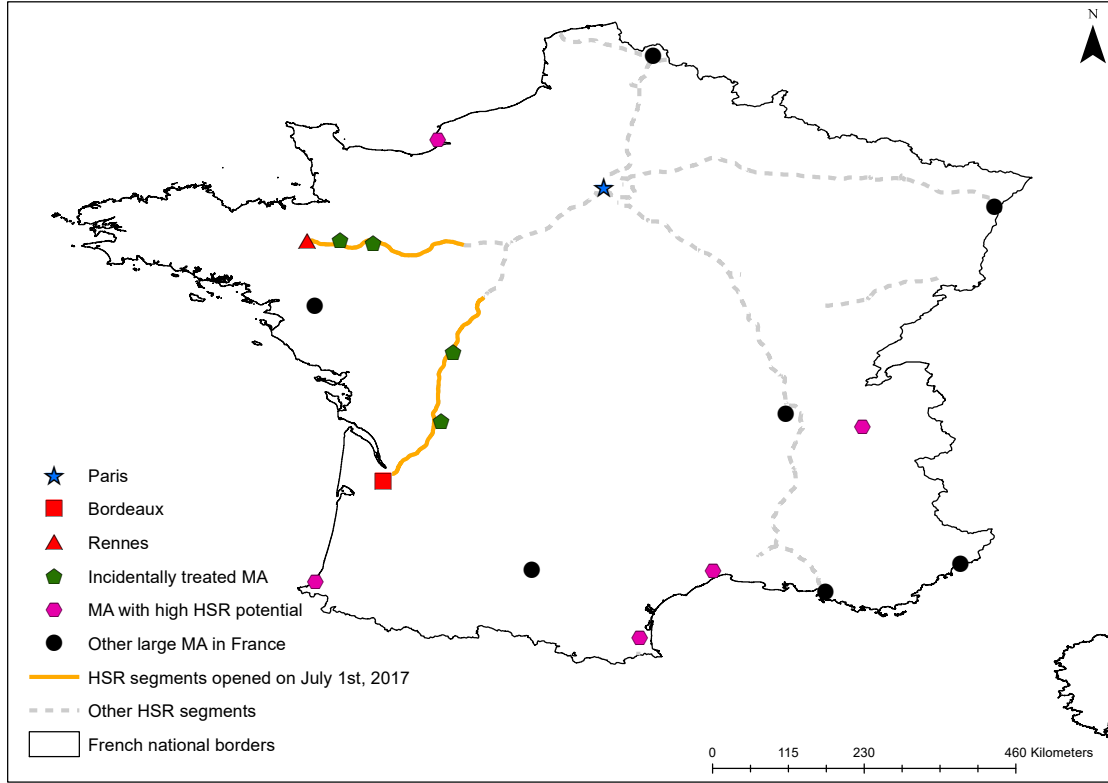 N
Paris
Bordeaux
Rennes
Incidentally treated MA
MA with high HSR potential
Other large MA in France
HSR segments opened on July 1st, 2017
Other HSR segments
French national borders
0 115 230 460 Kilometers